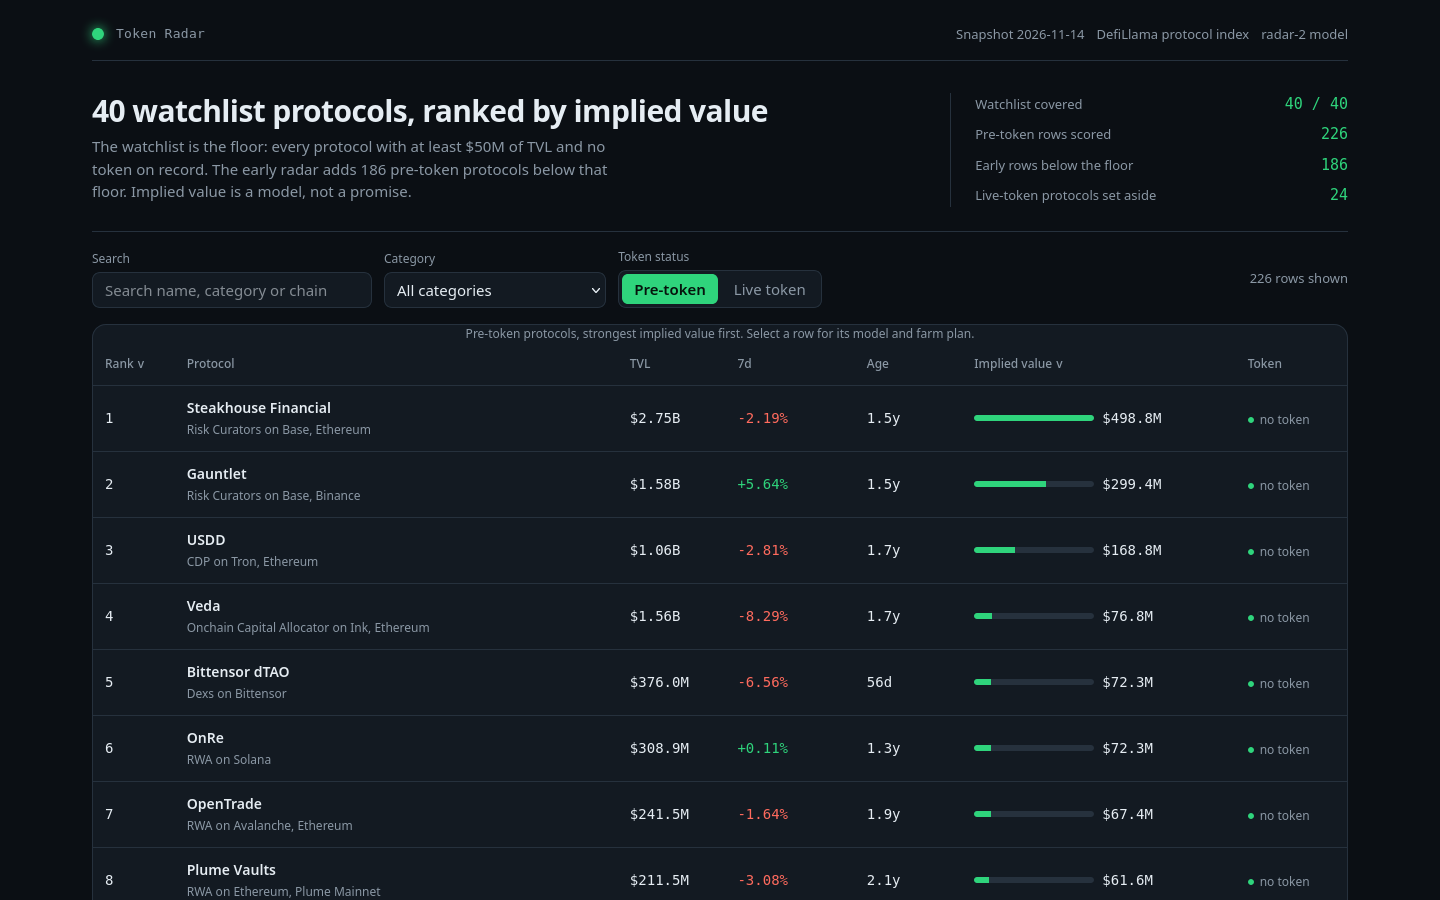 Token Radar
Snapshot 2026-11-14 DefiLlama protocol index radar-2 model
40 watchlist protocols, ranked by implied value
The watchlist is the floor: every protocol with at least $50M of TVL and no
token on record. The early radar adds 186 pre-token protocols below that
floor. Implied value is a model, not a promise.
Watchlist covered 40 / 40
Pre-token rows scored 226
Early rows below the floor 186
Live-token protocols set aside 24
Search
Category
Token status
Search name, category or chain
All categories
Pre-token
Live token
226 rows shown
Pre-token protocols, strongest implied value first. Select a row for its model and farm plan.
Rank v Protocol TVL 7d Age Implied value v Token
1 Steakhouse Financial $2.75B -2.19% 1.5y $498.8M no token
Risk Curators on Base, Ethereum
2 Gauntlet $1.58B +5.64% 1.5y $299.4M no token
Risk Curators on Base, Binance
3 USDD $1.06B -2.81% 1.7y $168.8M no token
CDP on Tron, Ethereum
4 Veda $1.56B -8.29% 1.7y $76.8M no token
Onchain Capital Allocator on Ink, Ethereum
5 Bittensor dTAO $376.0M -6.56% 56d $72.3M no token
Dexs on Bittensor
6 OnRe $308.9M +0.11% 1.3y $72.3M no token
RWA on Solana
7 OpenTrade $241.5M -1.64% 1.9y $67.4M no token
RWA on Avalanche, Ethereum
8 Plume Vaults $211.5M -3.08% 2.1y $61.6M no token
RWA on Ethereum, Plume Mainnet